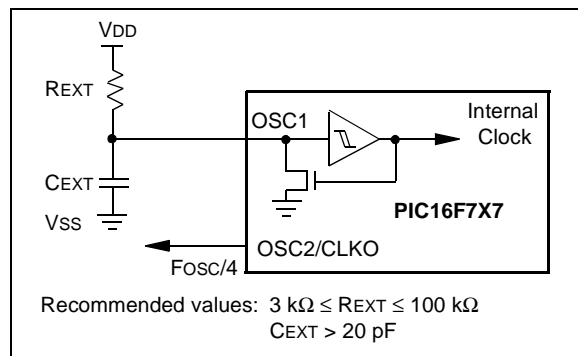 VDD
REXT
OSC1
Internal
Clock
CEXT
PIC16F7X7
VSS
OSC2/CLKO
FOSC/4
Recommended values: 3 kΩ ≤ REXT ≤ 100 kΩ
CEXT > 20 pF